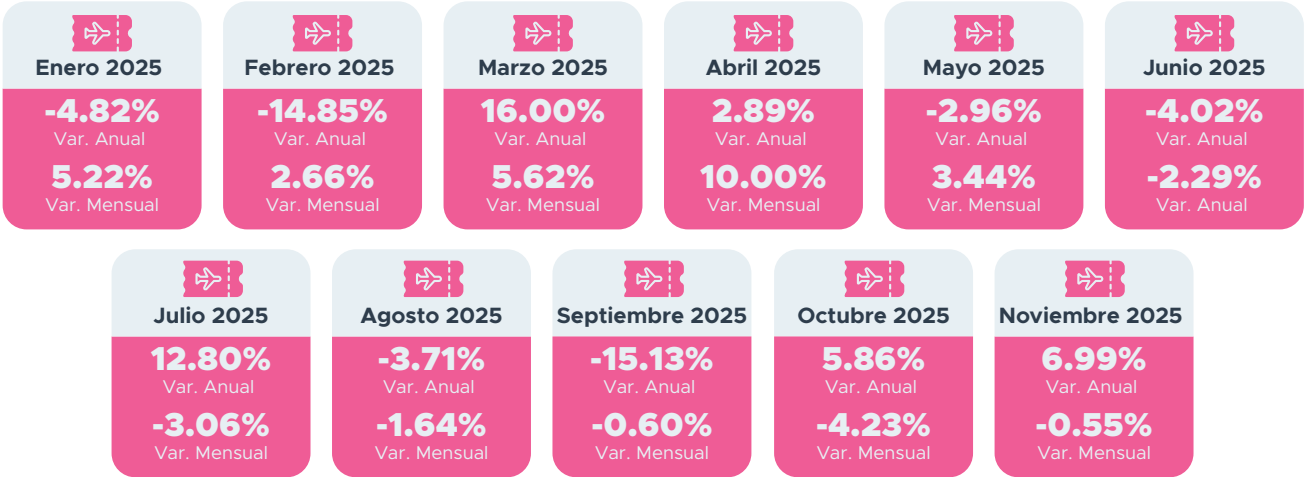 Enero 2025
-4.82%
Var. Anual
5.22%
Var. Mensual
Febrero 2025
-14.85%
Var. Anual
2.66%
Var. Mensual
Marzo 2025
16.00%
Var. Anual
5.62%
Var. Mensual
Abril 2025
2.89%
Var. Anual
10.00%
Var. Mensual
Mayo 2025
-2.96%
Var. Anual
3.44%
Var. Mensual
Junio 2025
-4.02%
Var. Anual
-2.29%
Var. Anual
Julio 2025
12.80%
Var. Anual
-3.06%
Var. Mensual
Agosto 2025
-3.71%
Var. Anual
-1.64%
Var. Mensual
Septiembre 2025
-15.13%
Var. Anual
-0.60%
Var. Mensual
Octubre 2025
5.86%
Var. Anual
-4.23%
Var. Mensual
Noviembre 2025
6.99%
Var. Anual
-0.55%
Var. Mensual